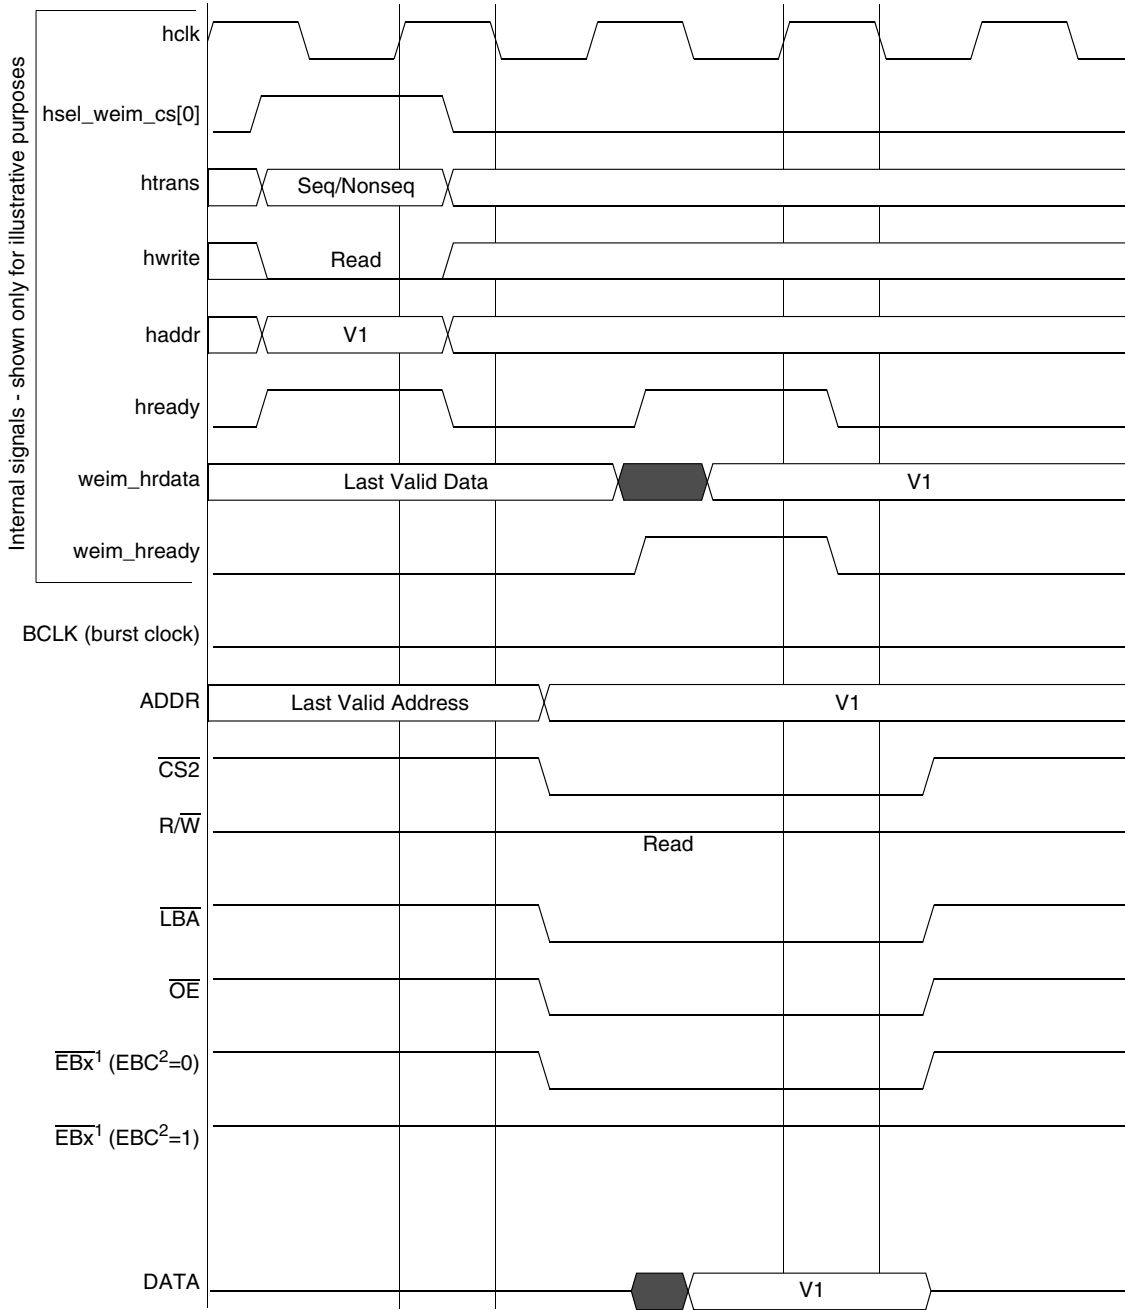 Internal signals - shown only for illustrative purposes
hclk
hsel_weim_cs[0]
htrans
Seq/Nonseq
hwrite
Read
haddr
V1
hready
weim_hrdata
Last Valid Data
V1
weim_hready
BCLK (burst clock)
ADDR
Last Valid Address
V1
CS2
R/W
Read
LBA
OE
EBx1 (EBC2=0)
EBx1 (EBC2=1)
DATA
V1